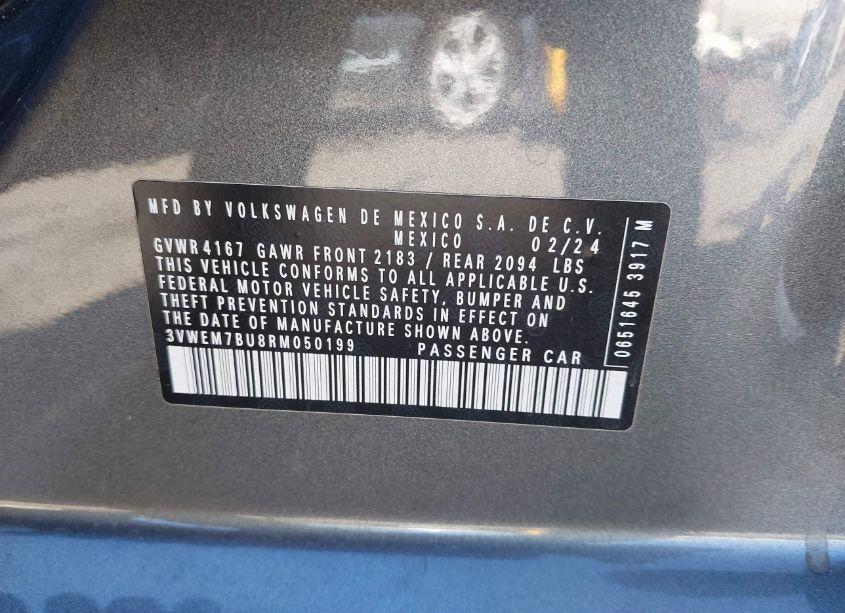 MFD BY VOLKSWAGEN DE MEXICO S.A. DE C.V.
MEXICO 02/24
GVWR 4167 GAWR FRONT 2183 / REAR 2094 LBS
THIS VEHICLE CONFORMS TO ALL APPLICABLE U.S.
FEDERAL MOTOR VEHICLE SAFETY, BUMPER AND
THEFT PREVENTION STANDARDS IN EFFECT ON
THE DATE OF MANUFACTURE SHOWN ABOVE.
3VWEM7BU8RM050199 PASSENGER CAR
0651645 3917 M